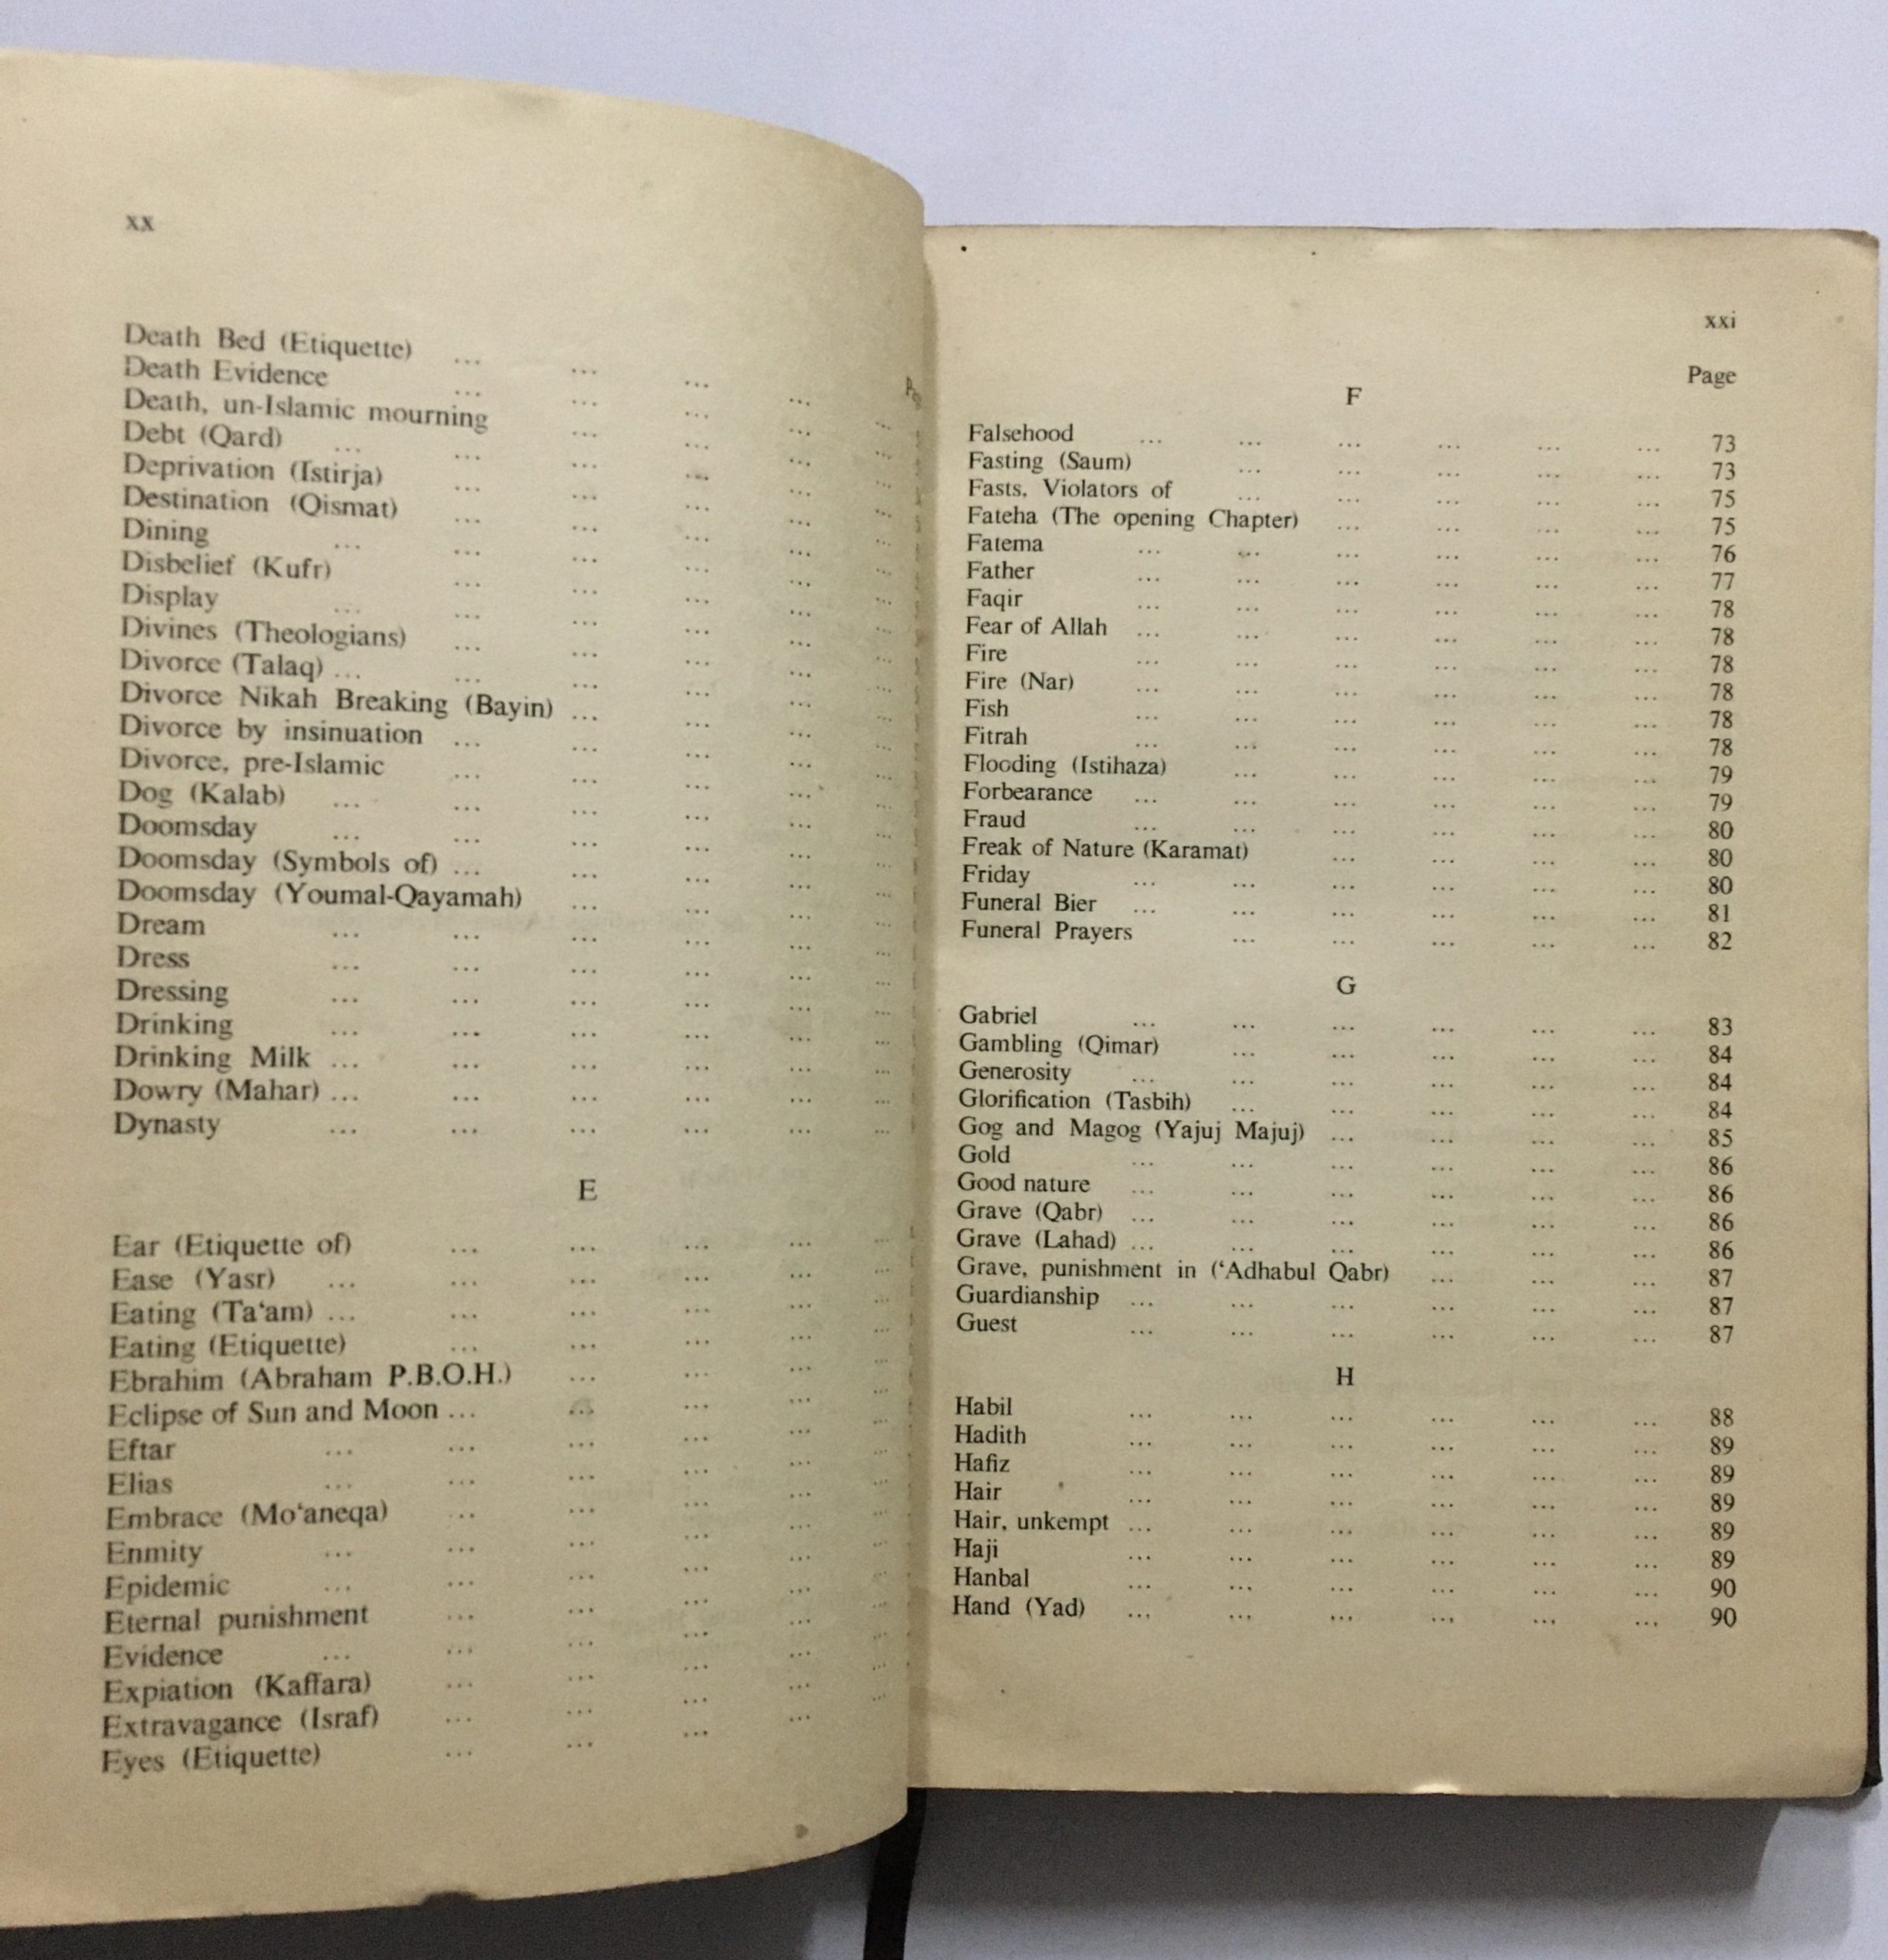 xx
Death Bed (Etiquette) ... ... ... ... ...
Death Evidence ... ... ... ... ...
Death, un-Islamic mourning ... ... ... ...
Debt (Qard) ... ... ... ... ... ...
Deprivation (Istirja) ... ... ... ... ...
Destination (Qismat) ... ... ... ... ...
Dining ... ... ... ... ... ...
Disbelief (Kufr) ... ... ... ... ...
Display ... ... ... ... ... ...
Divines (Theologians) ... ... ... ... ...
Divorce (Talaq) ... ... ... ... ... ...
Divorce Nikah Breaking (Bayin) ... ... ... ...
Divorce by insinuation ... ... ... ... ...
Divorce, pre-Islamic ... ... ... ... ...
Dog (Kalab) ... ... ... ... ... ...
Doomsday ... ... ... ... ... ...
Doomsday (Symbols of) ... ... ... ... ...
Doomsday (Youmal-Qayamah) ... ... ... ...
Dream ... ... ... ... ... ...
Dress ... ... ... ... ... ...
Dressing ... ... ... ... ... ...
Drinking ... ... ... ... ... ...
Drinking Milk ... ... ... ... ... ...
Dowry (Mahar) ... ... ... ... ... ...
Dynasty ... ... ... ... ... ...
E
Ear (Etiquette of) ... ... ... ... ...
Ease (Yasr) ... ... ... ... ... ...
Eating (Ta‘am) ... ... ... ... ... ...
Eating (Etiquette) ... ... ... ... ...
Ebrahim (Abraham P.B.O.H.) ... ... ... ...
Eclipse of Sun and Moon ... ... ... ... ...
Eftar ... ... ... ... ... ...
Elias ... ... ... ... ... ...
Embrace (Mo‘aneqa) ... ... ... ... ...
Enmity ... ... ... ... ... ...
Epidemic ... ... ... ... ... ...
Eternal punishment ... ... ... ... ...
Evidence ... ... ... ... ... ...
Expiation (Kaffara) ... ... ... ... ...
Extravagance (Israf) ... ... ... ... ...
Eyes (Etiquette) ... ... ... ...
xxi
Page
F
Falsehood ... ... ... ... ... ... 73
Fasting (Saum) ... ... ... ... ... 73
Fasts, Violators of ... ... ... ... ... 75
Fateha (The opening Chapter) ... ... ... ... 75
Fatema ... ... ... ... ... ... 76
Father ... ... ... ... ... ... 77
Faqir ... ... ... ... ... ... 78
Fear of Allah ... ... ... ... ... ... 78
Fire ... ... ... ... ... ... 78
Fire (Nar) ... ... ... ... ... ... 78
Fish ... ... ... ... ... ... 78
Fitrah ... ... ... ... ... ... 78
Flooding (Istihaza) ... ... ... ... ... 79
Forbearance ... ... ... ... ... ... 79
Fraud ... ... ... ... ... ... 80
Freak of Nature (Karamat) ... ... ... ... 80
Friday ... ... ... ... ... ... 80
Funeral Bier ... ... ... ... ... ... 81
Funeral Prayers ... ... ... ... ... 82
G
Gabriel ... ... ... ... ... ... 83
Gambling (Qimar) ... ... ... ... ... 84
Generosity ... ... ... ... ... ... 84
Glorification (Tasbih) ... ... ... ... ... 84
Gog and Magog (Yajuj Majuj) ... ... ... ... 85
Gold ... ... ... ... ... ... 86
Good nature ... ... ... ... ... ... 86
Grave (Qabr) ... ... ... ... ... ... 86
Grave (Lahad) ... ... ... ... ... ... 86
Grave, punishment in (‘Adhabul Qabr) ... ... ... 87
Guardianship ... ... ... ... ... ... 87
Guest ... ... ... ... ... ... 87
H
Habil ... ... ... ... ... ... 88
Hadith ... ... ... ... ... ... 89
Hafiz ... ... ... ... ... ... 89
Hair ... ... ... ... ... ... 89
Hair, unkempt ... ... ... ... ... ... 89
Haji ... ... ... ... ... ... 89
Hanbal ... ... ... ... ... ... 90
Hand (Yad) ... ... ... ... ... ... 90